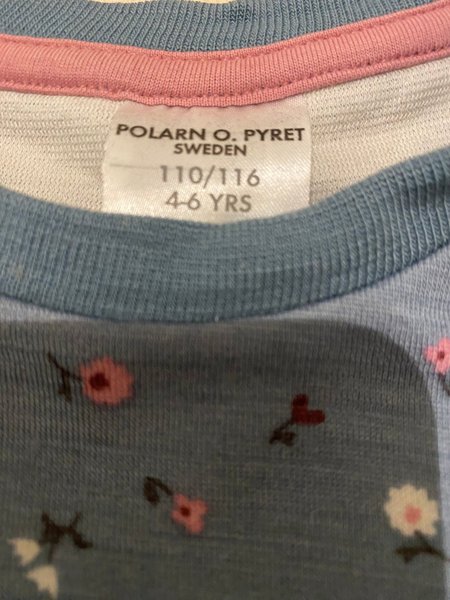 POLARN O. PYRET
SWEDEN
110/116
4-6 YRS